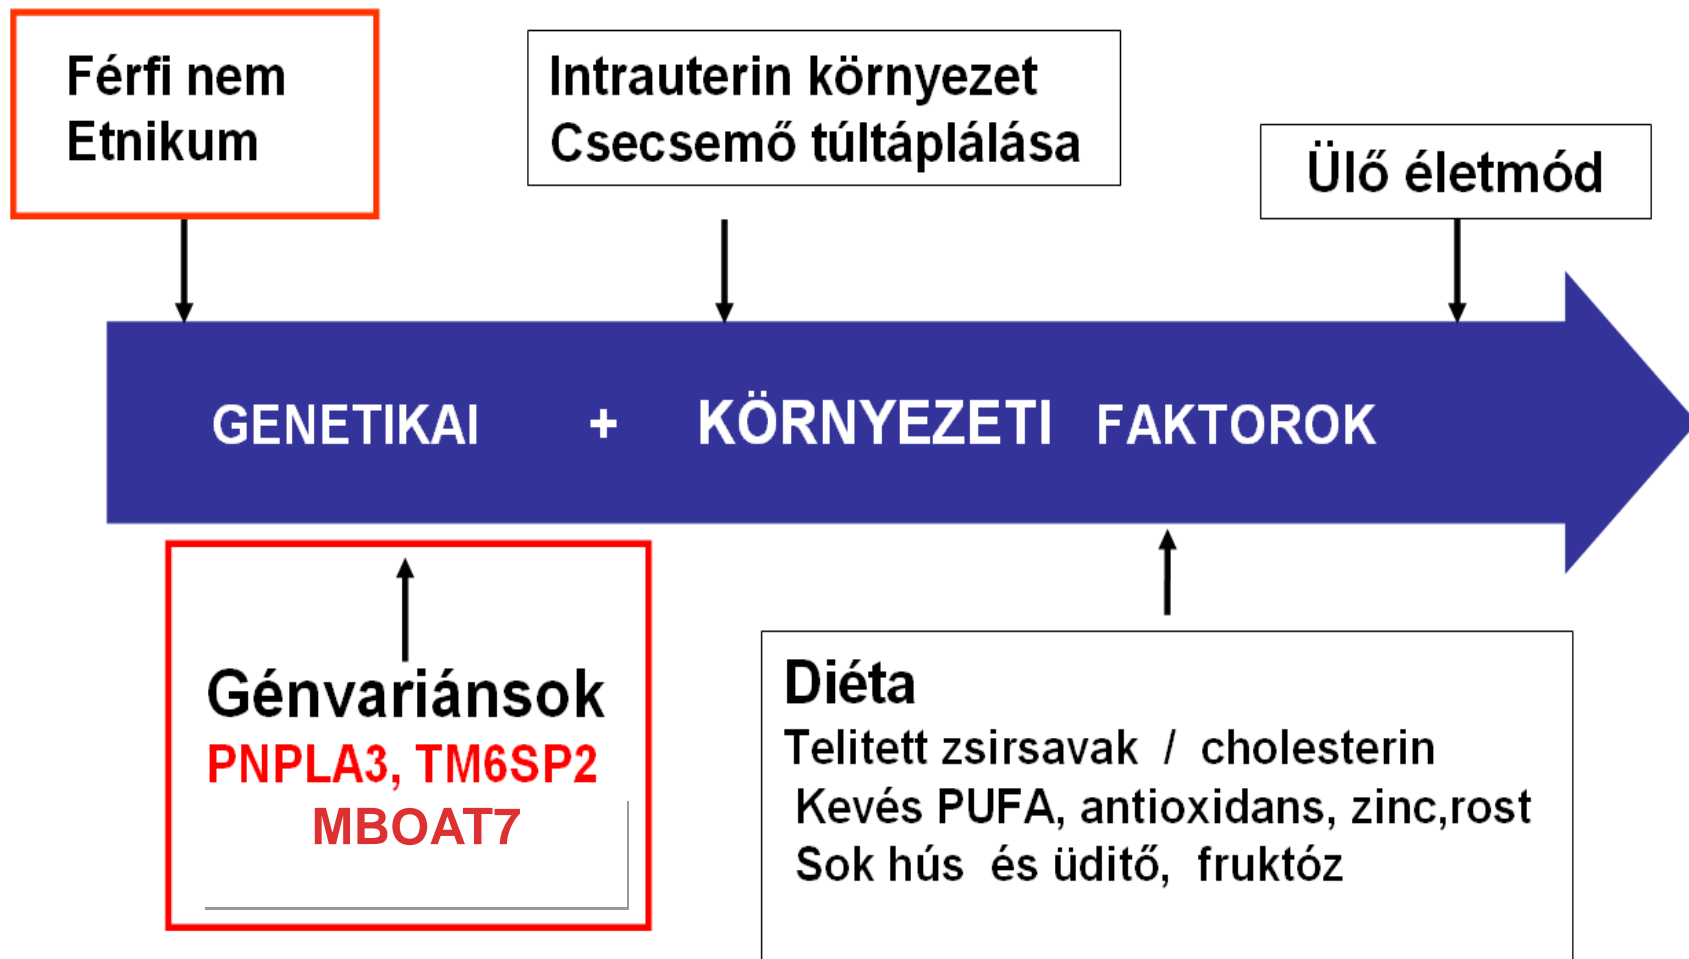 Férfi nem
Etnikum
Intrauterin környezet
Csecsemő túltáplálása
Ülő életmód
GENETIKAI + KÖRNYEZETI FAKTOROK
Génvariánsok
PNPLA3, TM6SP2
MBOAT7
Diéta
Telitett zsirsavak / cholesterin
Kevés PUFA, antioxidans, zinc,rost
Sok hús és üditő, fruktóz